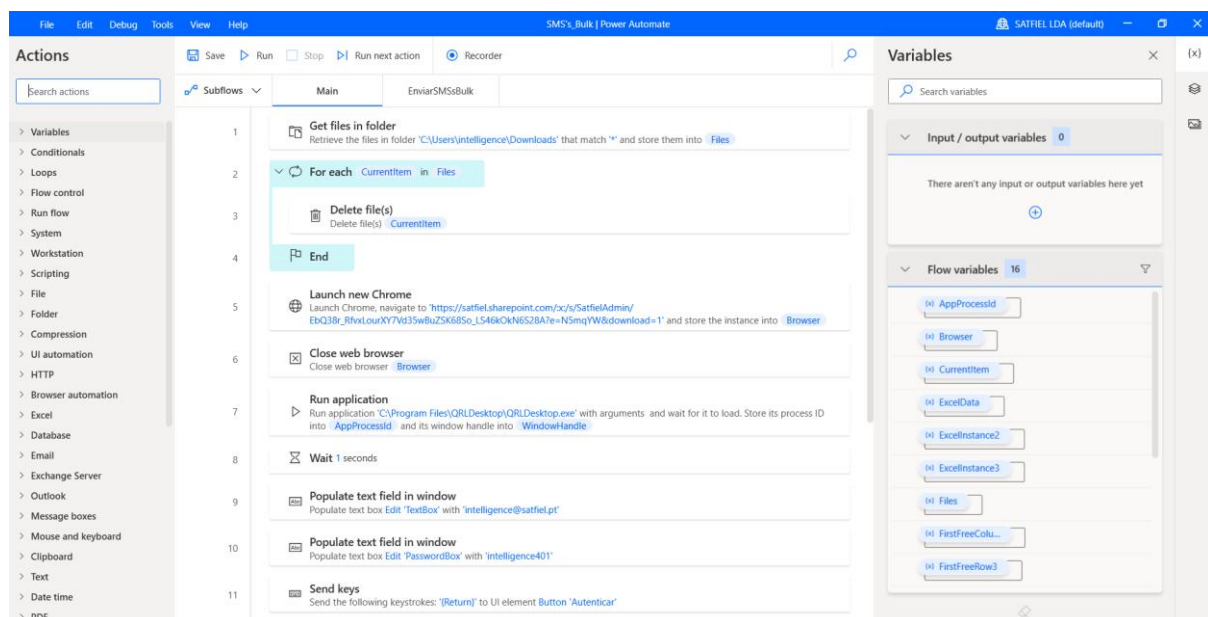 File Edit Debug Tools View Help
SMS's_Bulk | Power Automate
SATFIEL LDA (default)
Actions
Search actions
Variables
Conditionals
Loops
Flow control
Run flow
System
Workstation
Scripting
File
Folder
Compression
UI automation
HTTP
Browser automation
Excel
Database
Email
Exchange Server
Outlook
Message boxes
Mouse and keyboard
Clipboard
Text
Date time
PDF
Save Run Stop Run next action Recorder
Subflows Main EnviarSMSsBulk
1 Get files in folder
Retrieve the files in folder 'C:\Users\intelligence\Downloads' that match '*' and store them into Files
2 For each CurrentItem in Files
3 Delete file(s)
Delete file(s) CurrentItem
4 End
5 Launch new Chrome
Launch Chrome, navigate to 'https://satfiel.sharepoint.com/:x:/s/SatfielAdmin/
EbQ38r_RfvxLourXY7Vd35wBuZSK68So_LS46kOkN6S28A?e=NSmqYW&download=1' and store the instance into Browser
6 Close web browser
Close web browser Browser
7 Run application
Run application 'C:\Program Files\QRLDesktop\QRLDesktop.exe' with arguments and wait for it to load. Store its process ID
into AppProcessId and its window handle into WindowHandle
8 Wait 1 seconds
9 Populate text field in window
Populate text box Edit 'TextBox' with 'intelligence@satfiel.pt'
10 Populate text field in window
Populate text box Edit 'PasswordBox' with 'intelligence401'
11 Send keys
Send the following keystrokes: '{Return}' to UI element Button 'Autenticar'
Variables
{x}
Search variables
Input / output variables 0
There aren't any input or output variables here yet
Flow variables 16
(x) AppProcessId
(x) Browser
(x) CurrentItem
(x) ExcelData
(x) ExcelInstance2
(x) ExcelInstance3
(x) Files
(x) FirstFreeColu...
(x) FirstFreeRow3